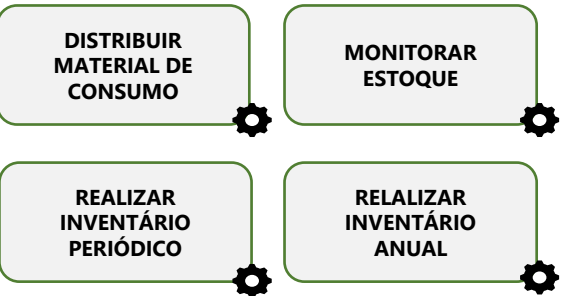 DISTRIBUIR
MATERIAL DE
CONSUMO
MONITORAR
ESTOQUE
REALIZAR
INVENTÁRIO
PERIÓDICO
RELALIZAR
INVENTÁRIO
ANUAL